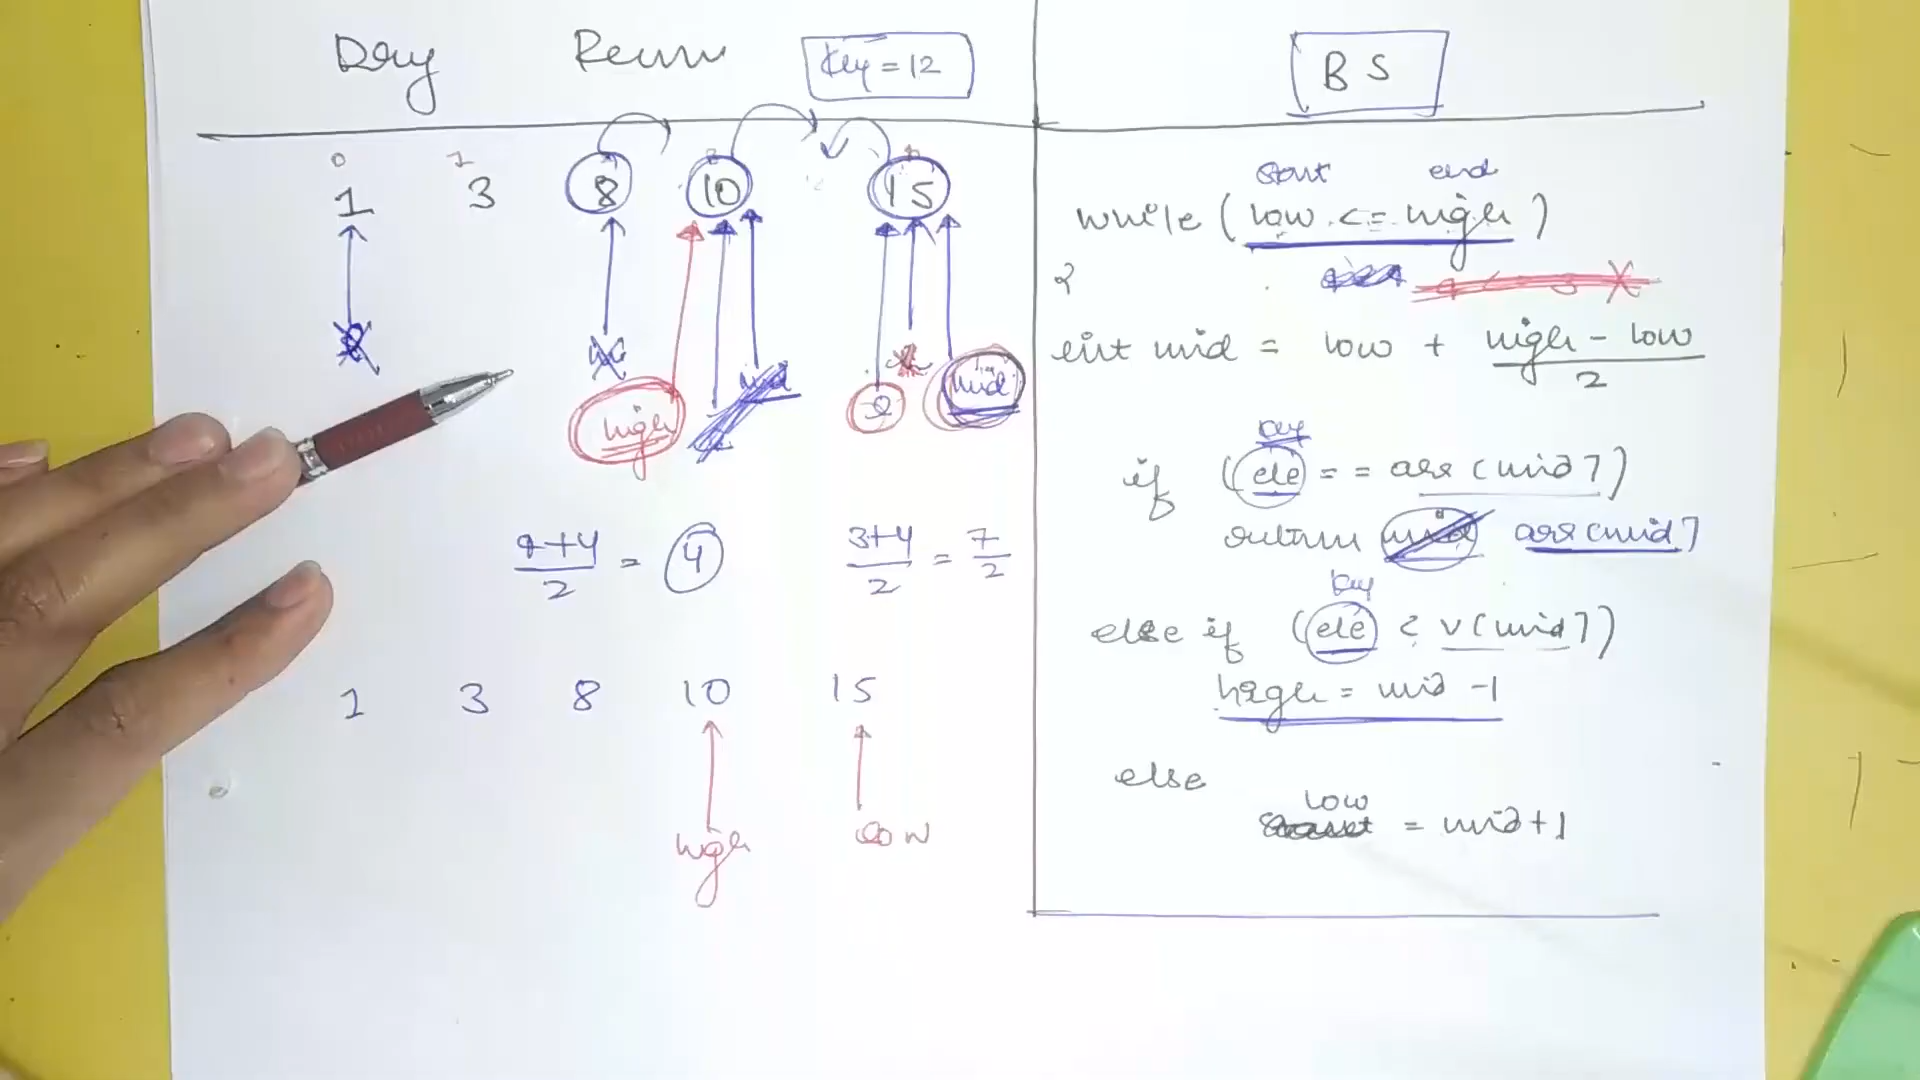 Dry Run Key = 12
0 1
1 3 8 10 15
high 2 mid
4+4/2 = 4 3+4/2 = 7/2
1 3 8 10 15
high low
BS
start end
while (low <= high)
{
int mid = low + high - low / 2
key
if (ele == arr[mid])
return mid arr[mid]
key
else if (ele < v[mid])
high = mid - 1
else
low
start = mid + 1